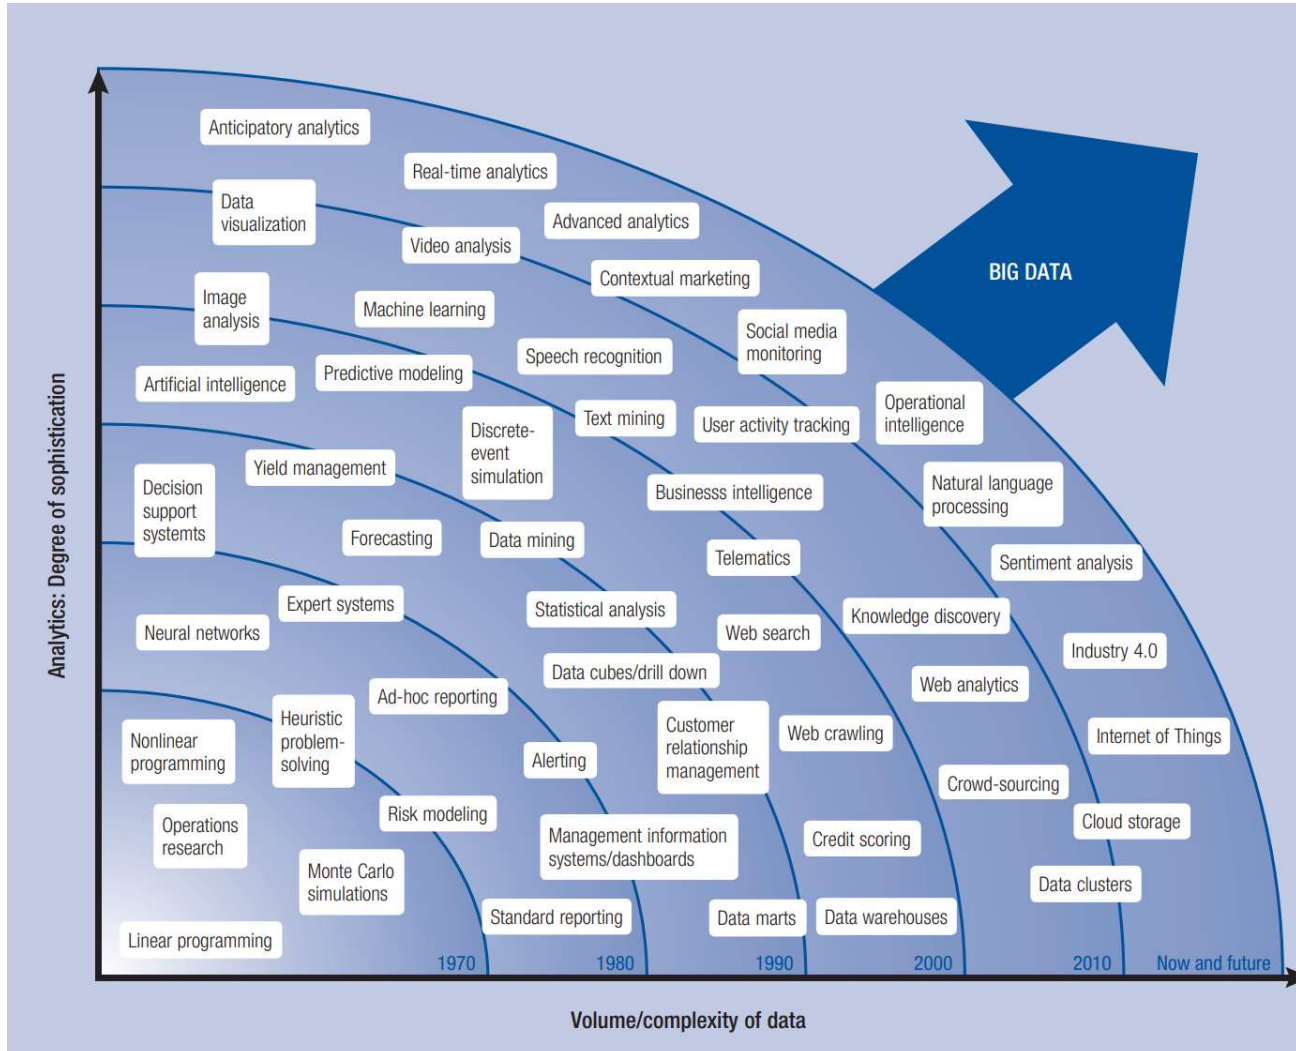 Anticipatory analytics
Real-time analytics
Data
visualization
Advanced analytics
Video analysis
BIG DATA
Contextual marketing
Image
analysis
Machine learning
Social media
monitoring
Speech recognition
Artificial intelligence
Predictive modeling
Operational
intelligence
Text mining
User activity tracking
Discrete-
event
simulation
Yield management
Decision
support
systemts
Businesss intelligence
Natural language
processing
Forecasting
Data mining
Telematics
Sentiment analysis
Expert systems
Statistical analysis
Knowledge discovery
Neural networks
Web search
Industry 4.0
Data cubes/drill down
Web analytics
Ad-hoc reporting
Heuristic
problem-
solving
Customer
relationship
management
Nonlinear
programming
Web crawling
Internet of Things
Alerting
Crowd-sourcing
Risk modeling
Cloud storage
Operations
research
Management information
systems/dashboards
Credit scoring
Monte Carlo
simulations
Data clusters
Standard reporting
Data marts
Data warehouses
Linear programming
1970
1980
1990
2000
2010
Now and future
Analytics: Degree of sophistication
Volume/complexity of data